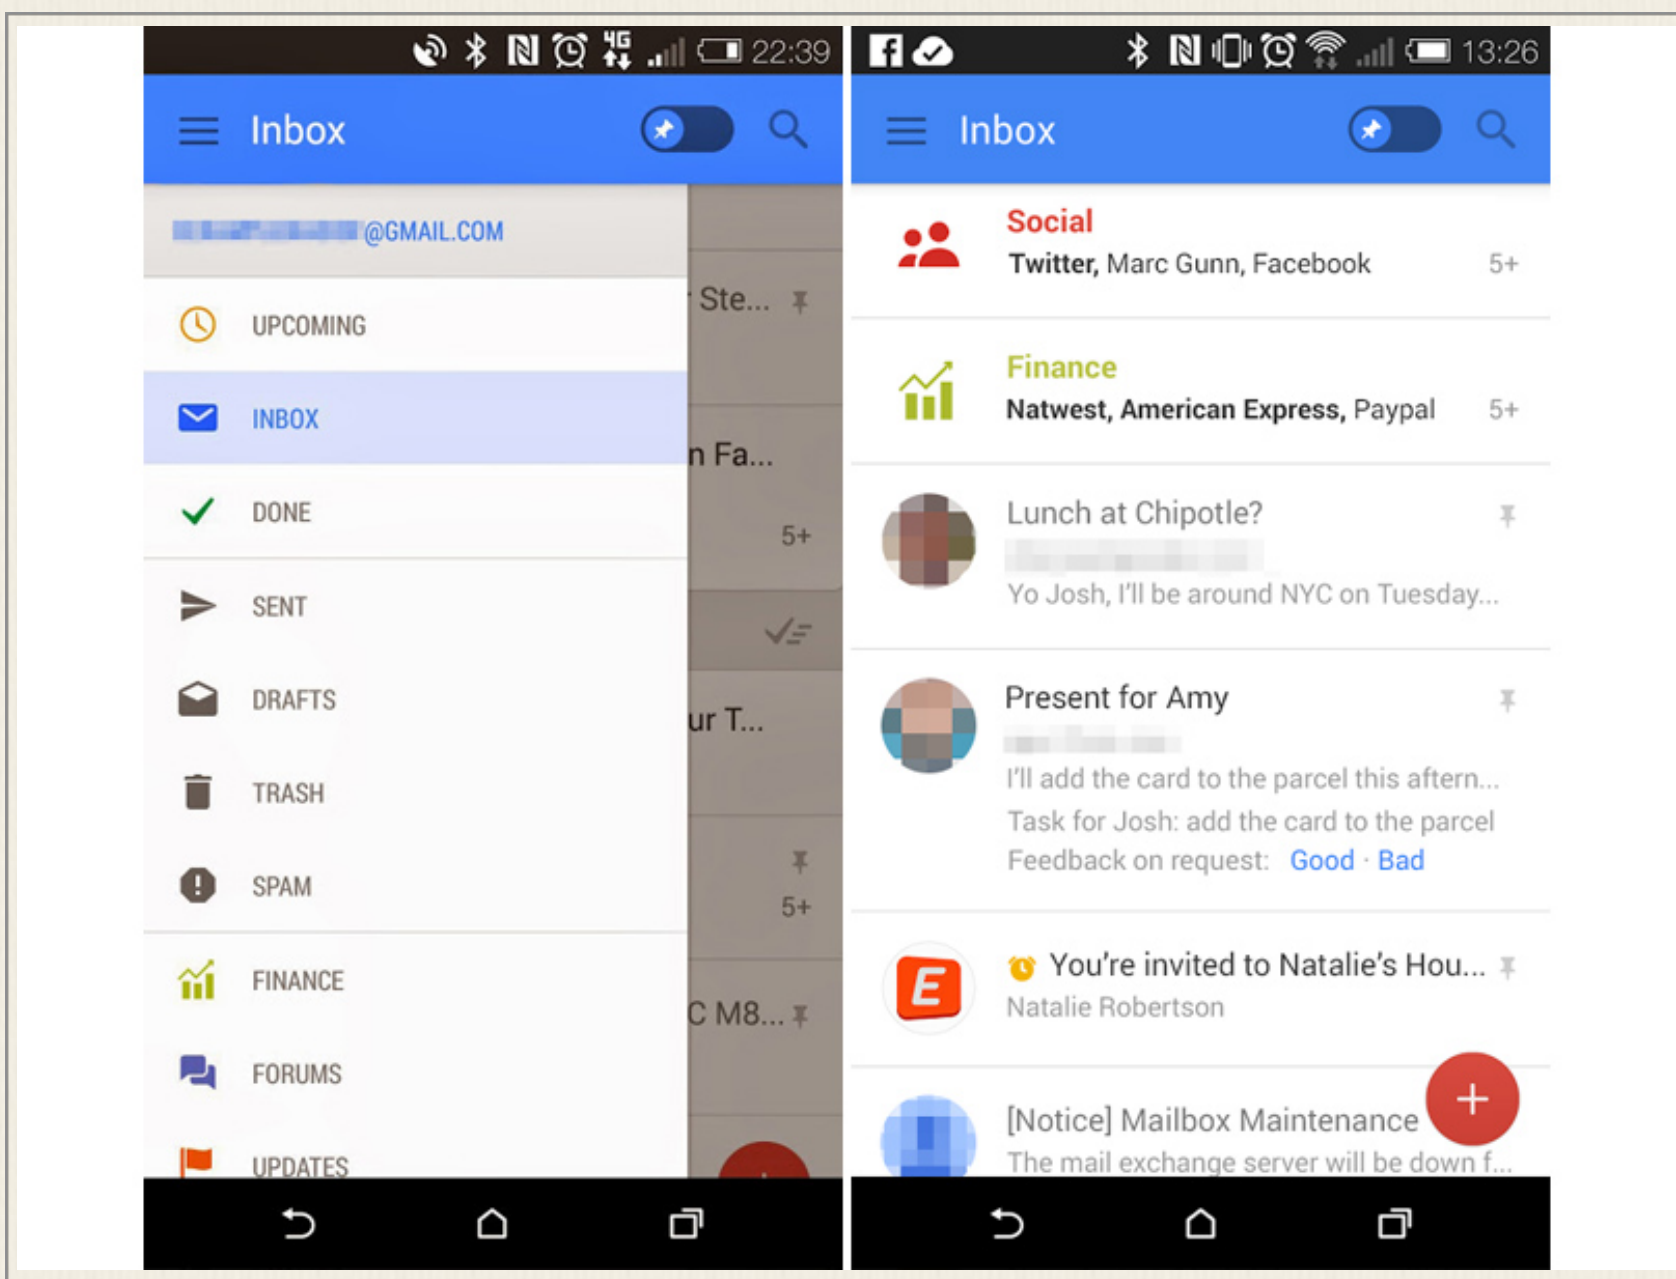 4G 22:39
Inbox
@GMAIL.COM
UPCOMING
INBOX
DONE
SENT
DRAFTS
TRASH
SPAM
FINANCE
FORUMS
UPDATES
Ste...
n Fa...
5+
ur T...
5+
C M8...
f 13:26
Inbox
Social
Twitter, Marc Gunn, Facebook 5+
Finance
Natwest, American Express, Paypal 5+
Lunch at Chipotle?
Yo Josh, I'll be around NYC on Tuesday...
Present for Amy
I'll add the card to the parcel this aftern...
Task for Josh: add the card to the parcel
Feedback on request: Good · Bad
E
You're invited to Natalie's Hou...
Natalie Robertson
[Notice] Mailbox Maintenance
The mail exchange server will be down f...